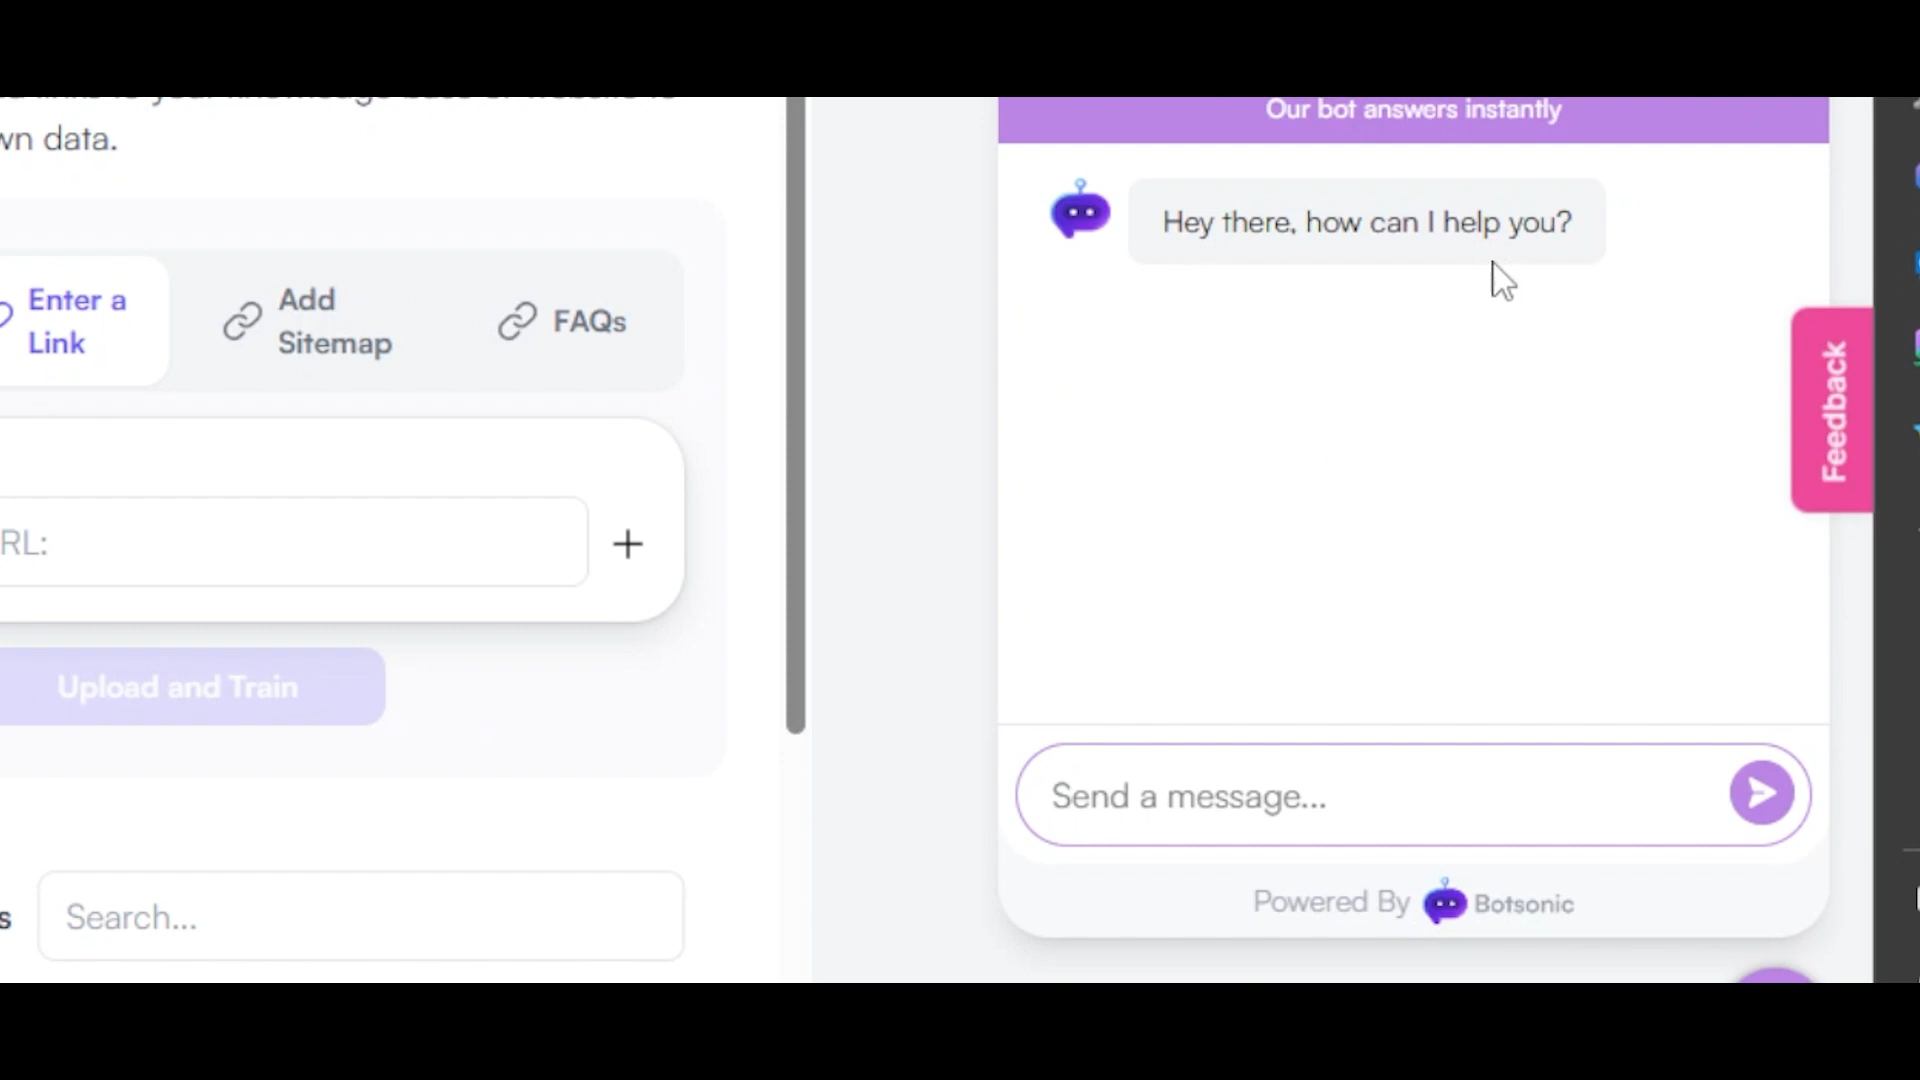 wn data.
Enter a
Link
Add
Sitemap
FAQs
RL:
Upload and Train
s
Search...
Our bot answers instantly
Hey there, how can I help you?
Feedback
Send a message...
Powered By Botsonic